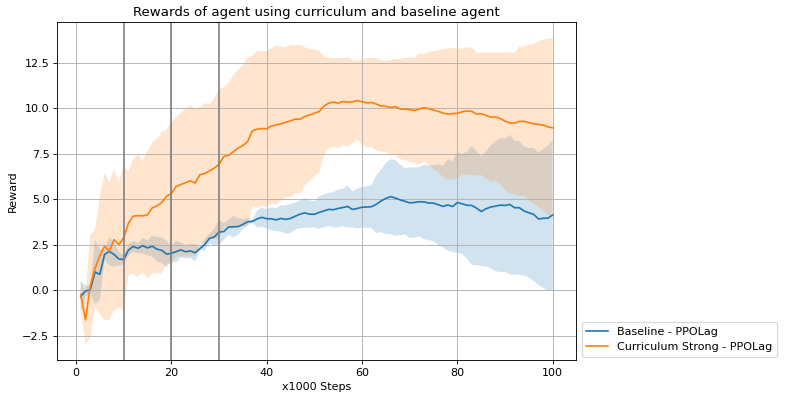 Rewards of agent using curriculum and baseline agent
12.5
10.0
7.5
5.0
2.5
0.0
−2.5
Reward
0 20 40 60 80 100
x1000 Steps
Baseline - PPOLag
Curriculum Strong - PPOLag